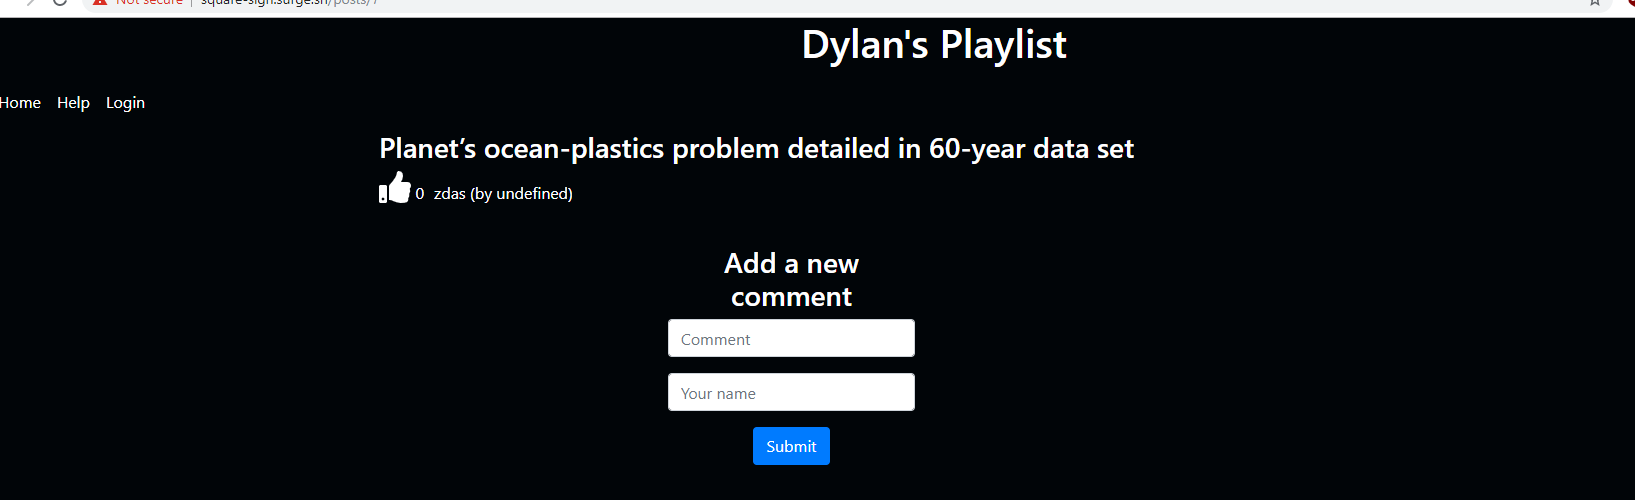 Not secure | square-sign.surge.sh/posts/7
Dylan's Playlist
Home Help Login
Planet’s ocean-plastics problem detailed in 60-year data set
0 zdas (by undefined)
Add a new
comment
Comment
Your name
Submit